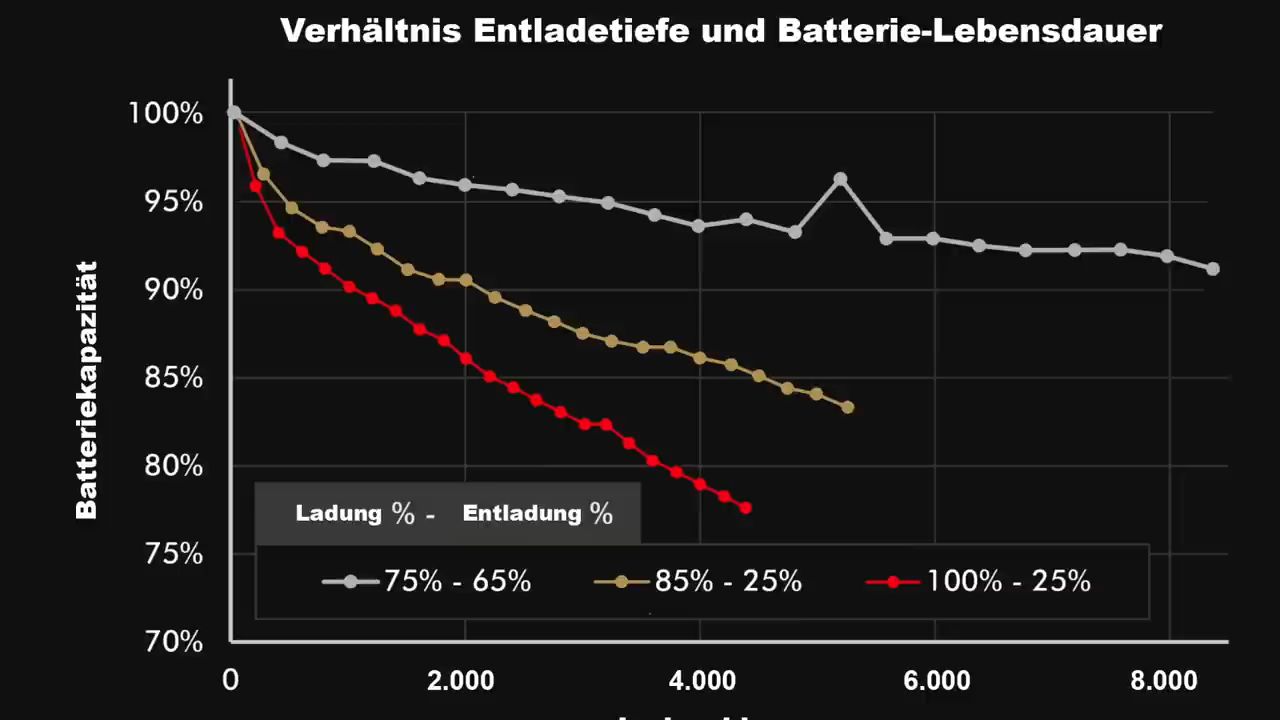 Verhältnis Entladetiefe und Batterie-Lebensdauer
Batteriekapazität
100%
95%
90%
85%
80%
75%
70%
Ladung % - Entladung %
75% - 65% 85% - 25% 100% - 25%
0 2.000 4.000 6.000 8.000